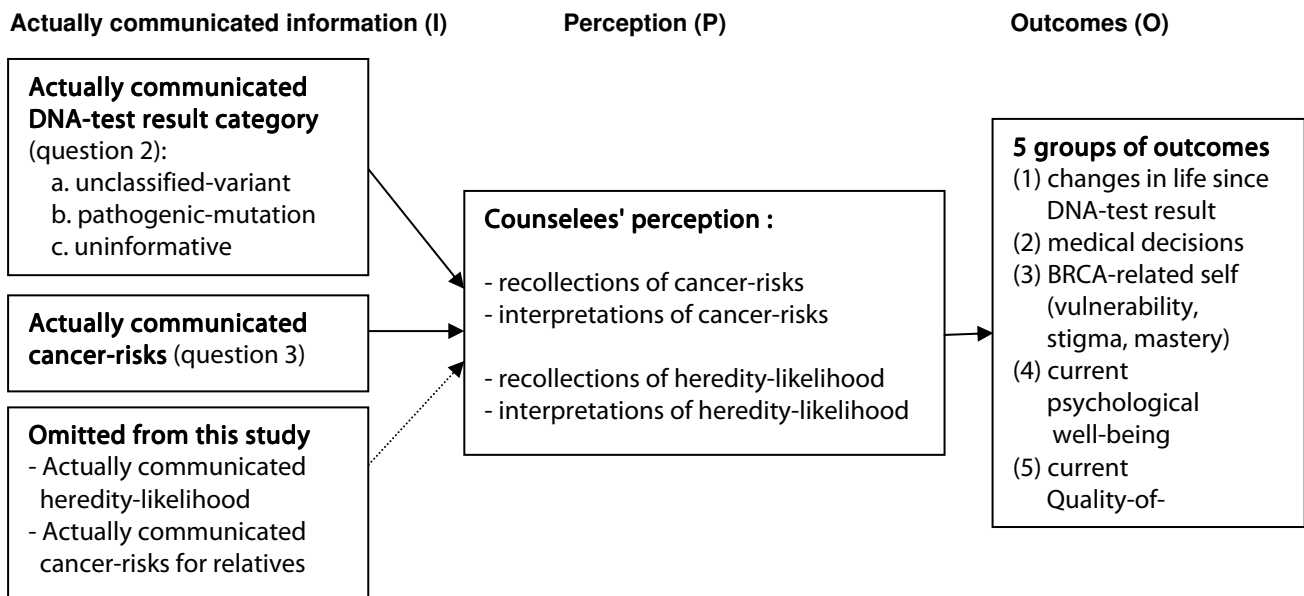 Actually communicated information (I)
Perception (P)
Outcomes (O)
Actually communicated
DNA-test result category
(question 2):
a. unclassified-variant
b. pathogenic-mutation
c. uninformative
Actually communicated
cancer-risks (question 3)
Omitted from this study
- Actually communicated
heredity-likelihood
- Actually communicated
cancer-risks for relatives
Counselees' perception :
- recollections of cancer-risks
- interpretations of cancer-risks
- recollections of heredity-likelihood
- interpretations of heredity-likelihood
5 groups of outcomes
(1) changes in life since
DNA-test result
(2) medical decisions
(3) BRCA-related self
(vulnerability,
stigma, mastery)
(4) current
psychological
well-being
(5) current
Quality-of-